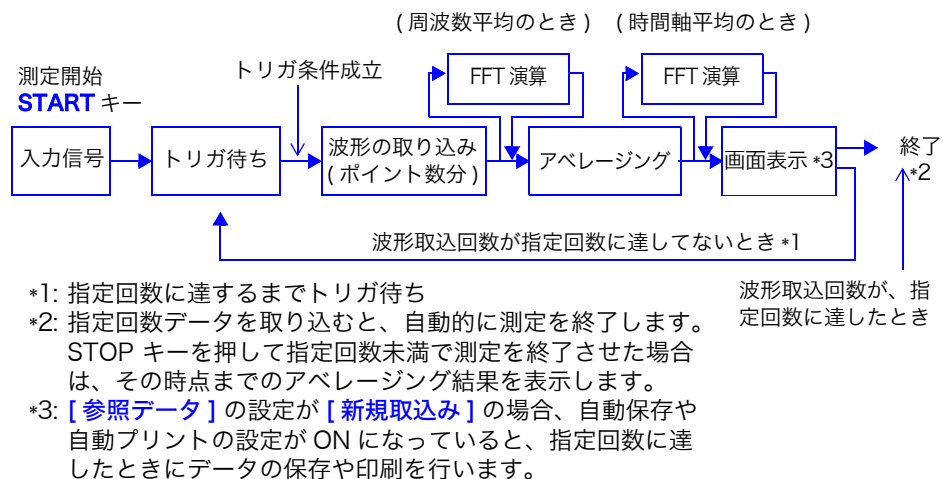 ( 周波数平均のとき )
( 時間軸平均のとき )
FFT 演算
FFT 演算
測定開始
START キー
トリガ条件成立
入力信号
トリガ待ち
波形の取り込み
( ポイント数分 )
アベレージング
画面表示 *3
終了
*2
波形取込回数が指定回数に達してないとき *1
波形取込回数が、指
定回数に達したとき
*1: 指定回数に達するまでトリガ待ち
*2: 指定回数データを取り込むと、自動的に測定を終了します。
STOP キーを押して指定回数未満で測定を終了させた場合
は、その時点までのアベレージング結果を表示します。
*3: [ 参照データ ] の設定が [ 新規取込み ] の場合、自動保存や
自動プリントの設定が ON になっていると、指定回数に達
したときにデータの保存や印刷を行います。